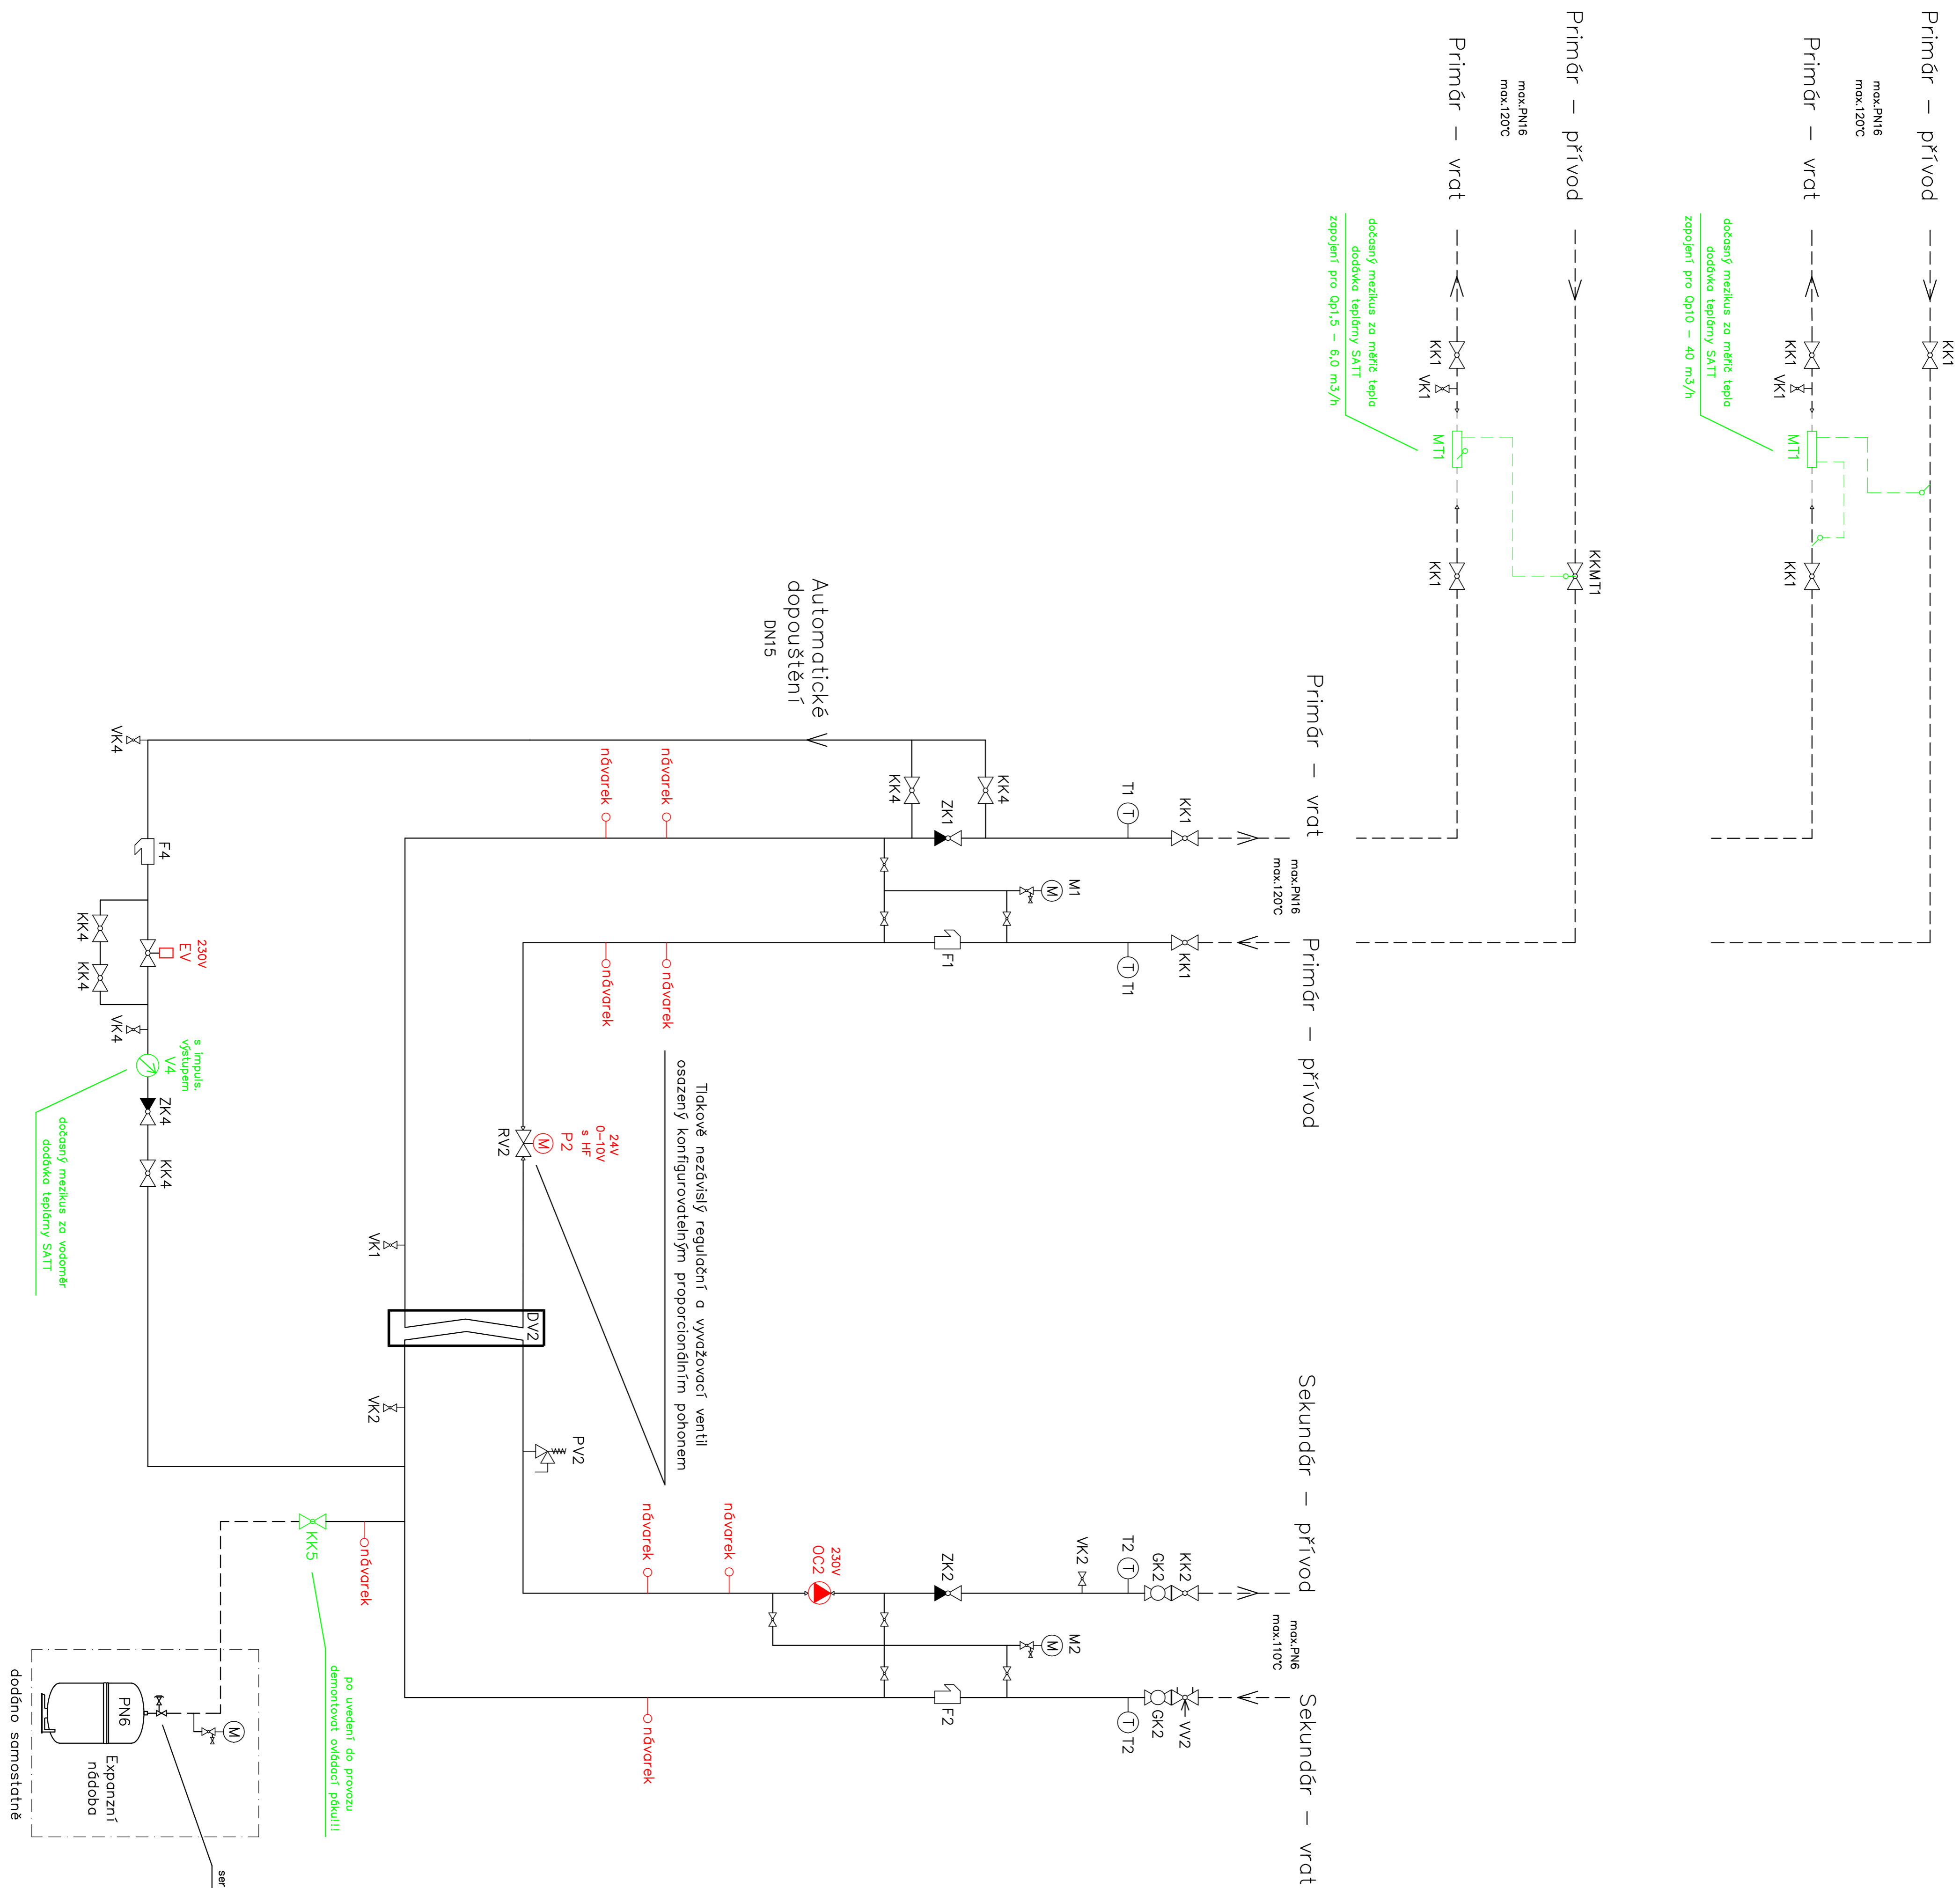 Primár – přívod
KK1
max.PN16
max.120°C
Primár – vrat
KK1
VK1
MT1
KK1
dočasný mezikus za měřič tepla
dodávka teplárny SATT
zapojení pro Qp10 – 40 m3/h
Primár – přívod
KKMT1
max.PN16
max.120°C
Primár – vrat
KK1
VK1
MT1
KK1
dočasný mezikus za měřič tepla
dodávka teplárny SATT
zapojení pro Qp1,5 – 6,0 m3/h
Primár – vrat
max.PN16
max.120°C
Primár – přívod
Sekundár – přívod
max.PN6
max.110°C
Sekundár – vrat
KK1
KK1
KK2
GK2
VV2
GK2
T1
T1
T2
T2
M1
M2
VK2
KK4
KK4
ZK1
F1
ZK2
F2
Automatické
dopouštění
DN15
230V
OC2
návarek
návarek
návarek
návarek
návarek
návarek
návarek
Tlakově nezávislý regulační a vyvažovací ventil
osazený konfigurovatelným proporcionálním pohonem
24V
0–10V
s HF
P2
M
RV2
DV2
PV2
VK1
VK2
návarek
KK5
po uvedení do provozu
demontovat ovládací páku!!!
VK4
F4
230V
EV
KK4
KK4
VK4
s impuls.
výstupem
V4
ZK4
KK4
dočasný mezikus za vodoměr
dodávka teplárny SATT
M
PN6
Expanzní
nádoba
dodáno samostatně
ser